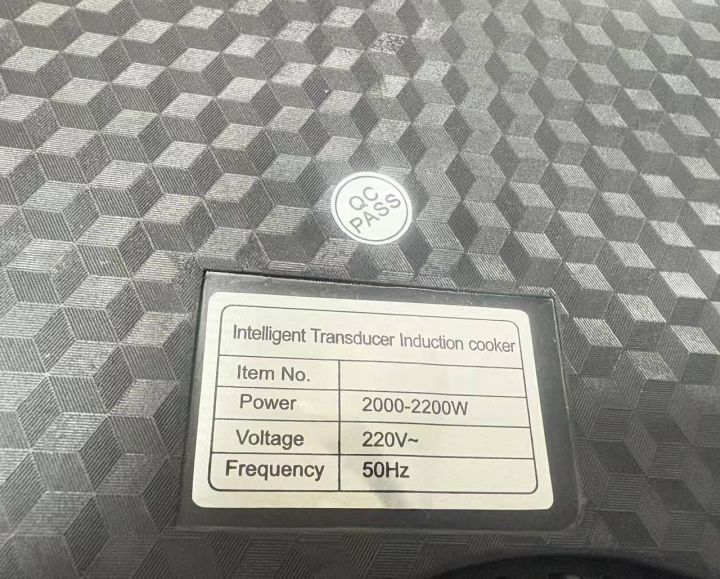 QC
PASS
Intelligent Transducer Induction cooker
Item No.
Power 2000-2200W
Voltage 220V~
Frequency 50Hz